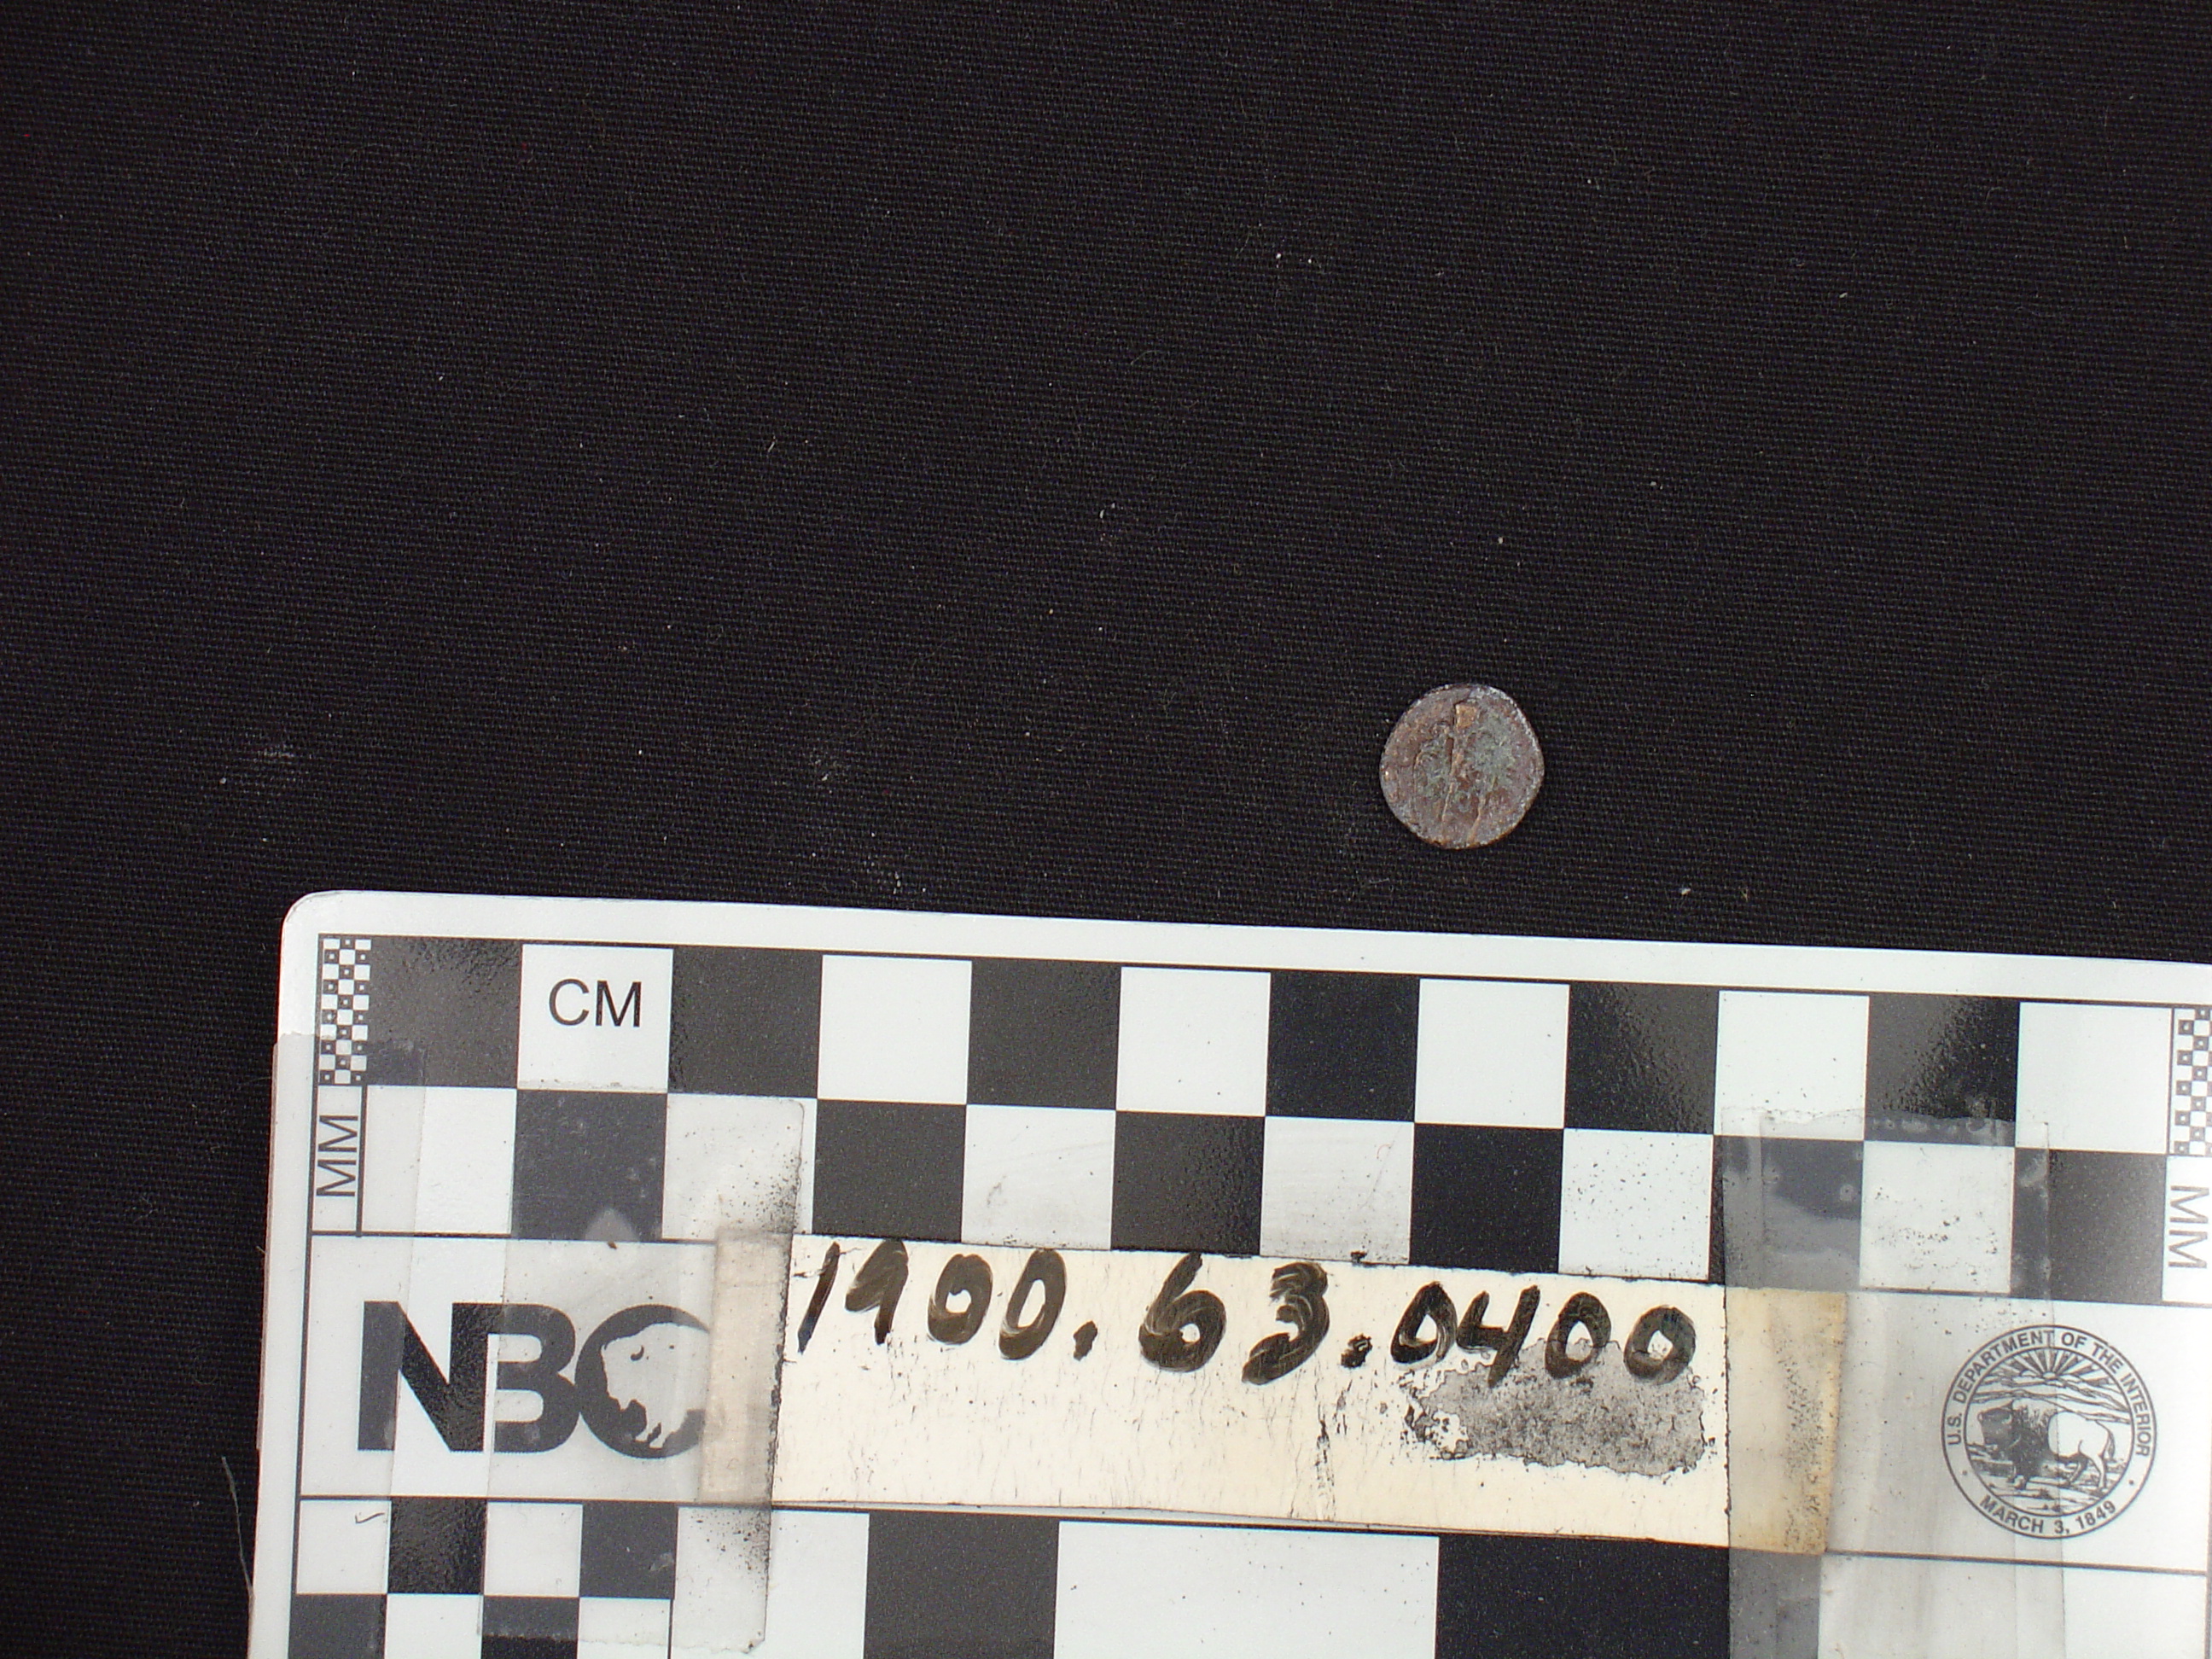 CM
MM
MM
1900.63.0400
NBC
U.S. DEPARTMENT OF THE INTERIOR
MARCH 3, 1849